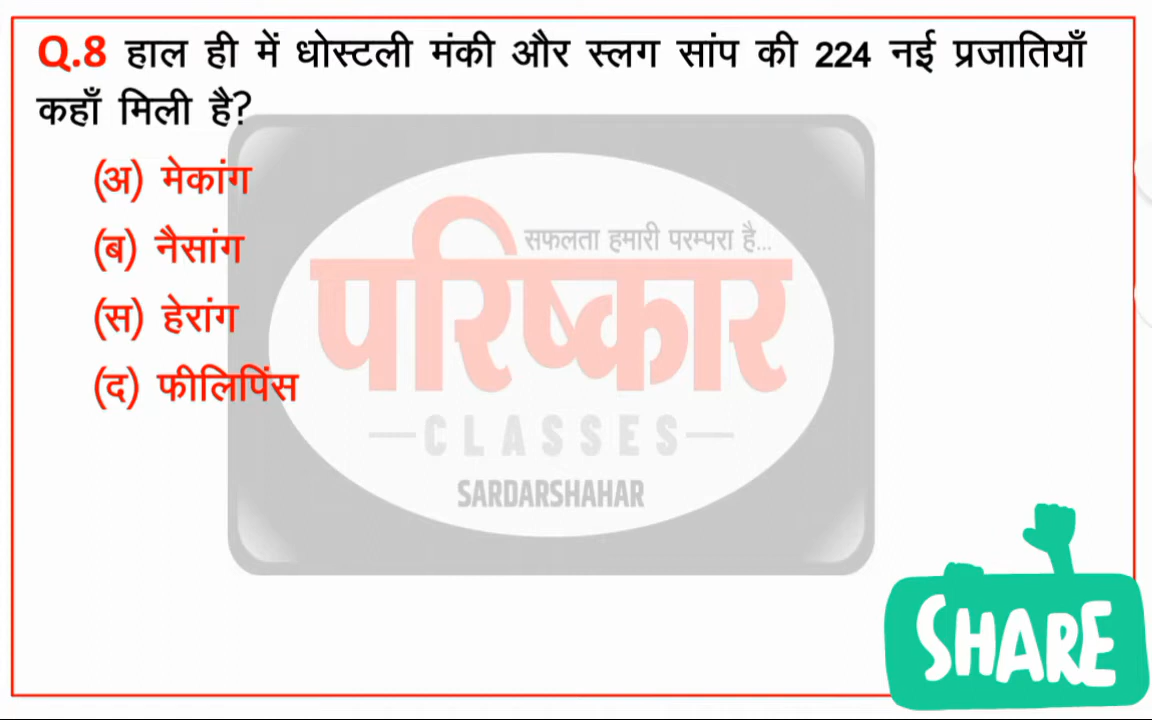 Q.8 हाल ही में धोस्टली मंकी और स्लग सांप की 224 नई प्रजातियाँ
कहाँ मिली है?
(अ) मेकांग
(ब) नैसांग
(स) हेरांग
(द) फीलिपिंस
सफलता हमारी परम्परा है...
परिष्कार
CLASSES
SARDARSHAHAR
SHARE